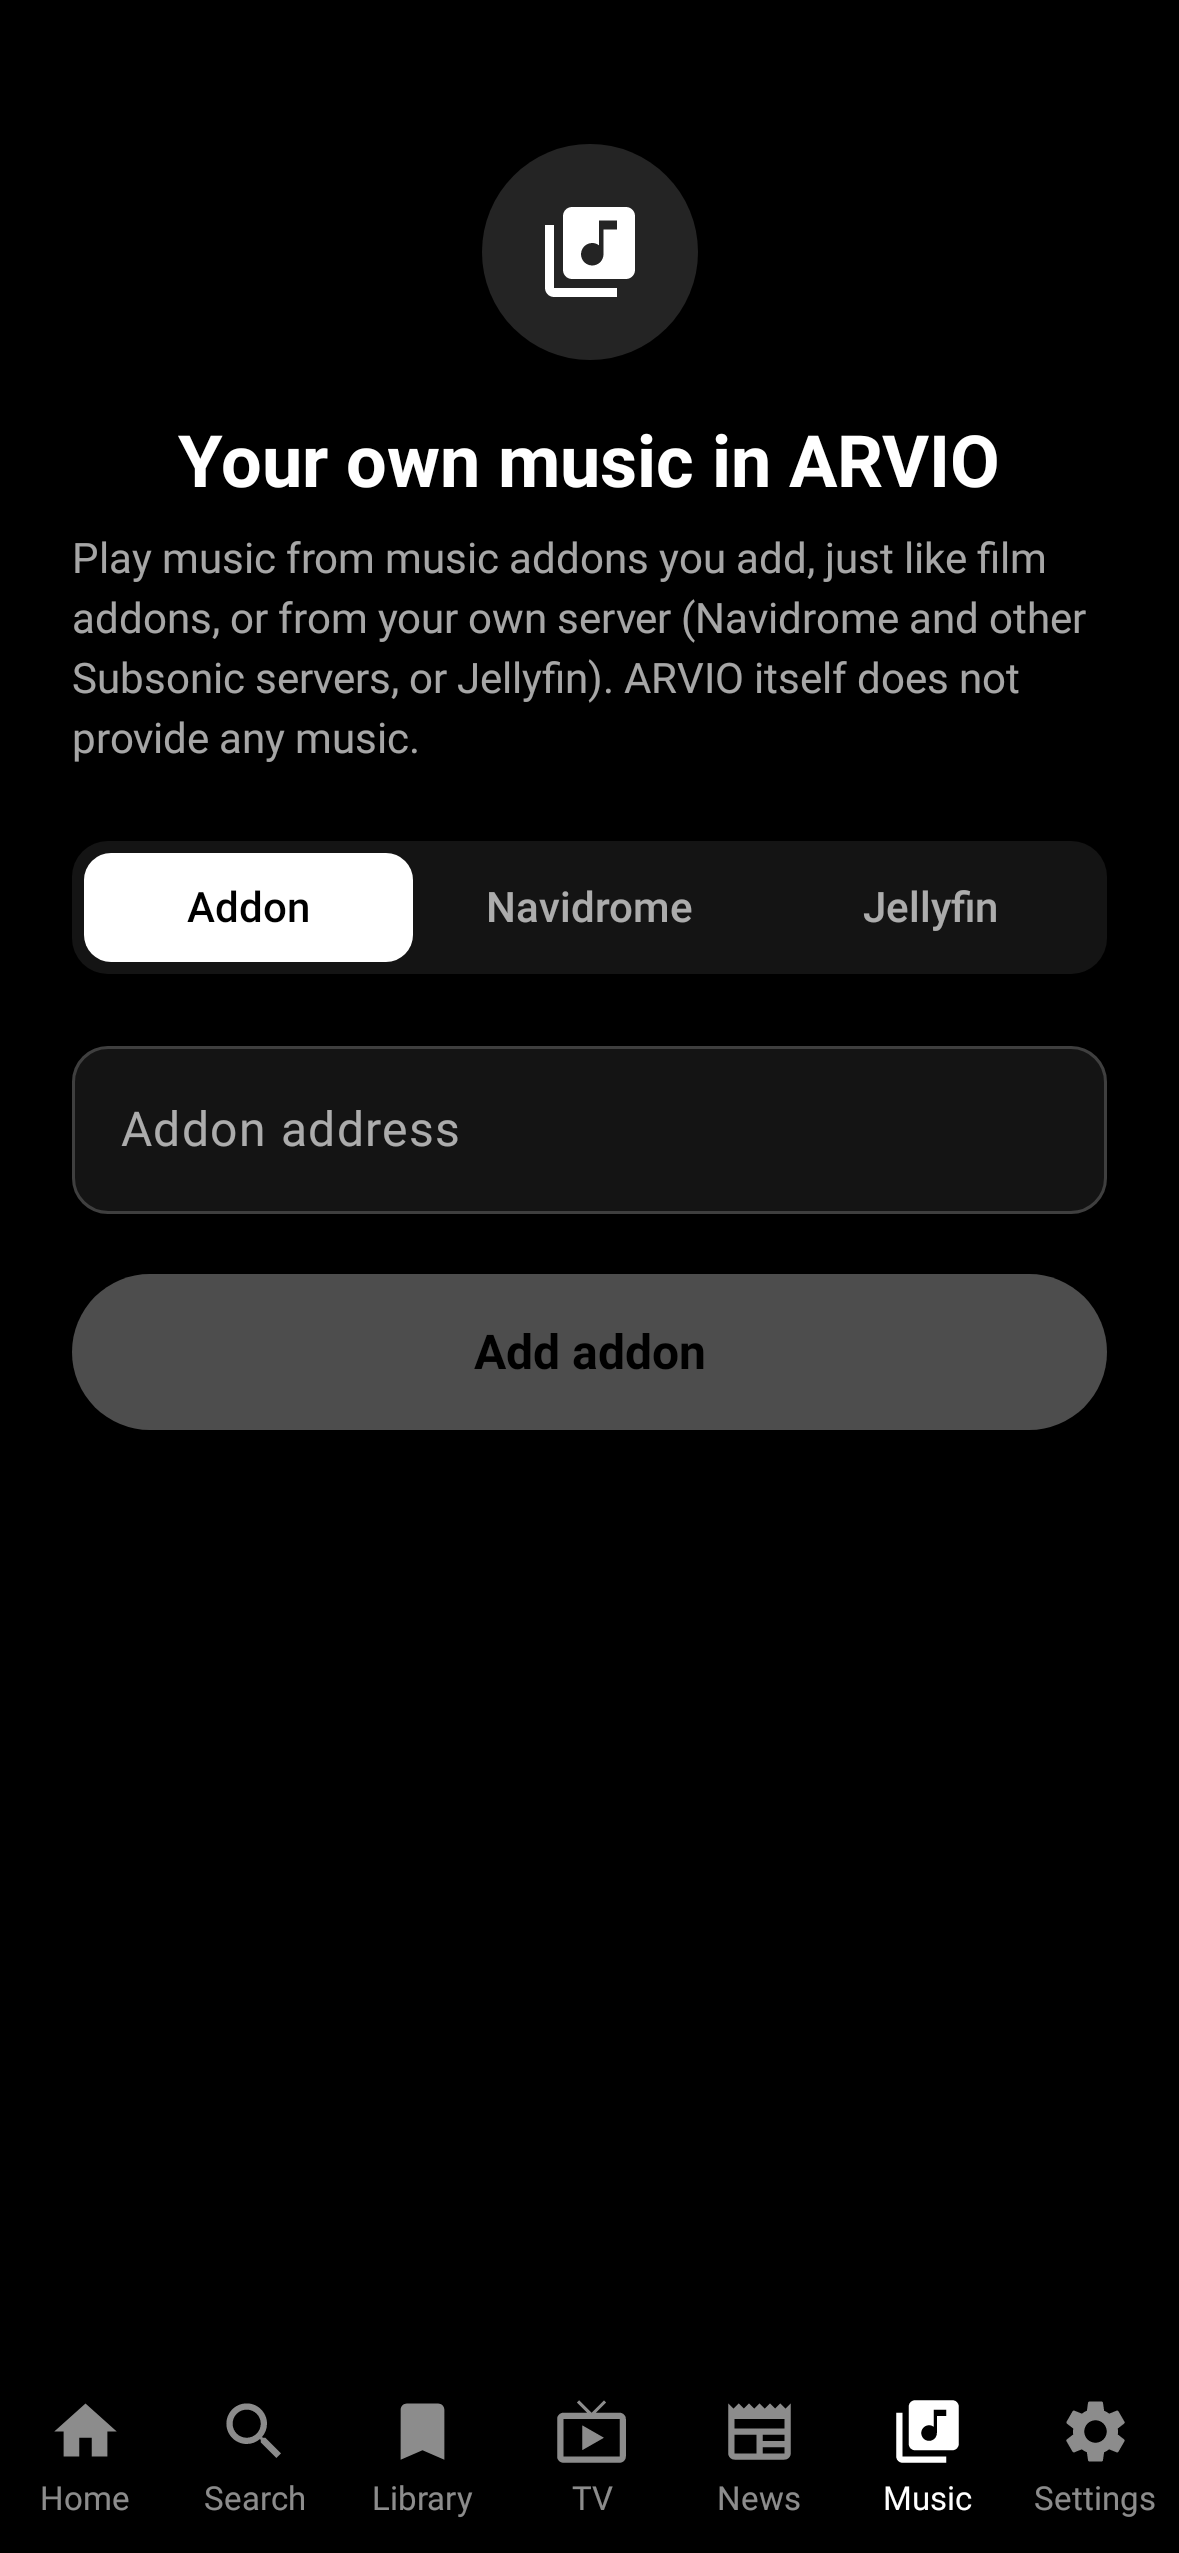 Your own music in ARVIO
Play music from music addons you add, just like film
addons, or from your own server (Navidrome and other
Subsonic servers, or Jellyfin). ARVIO itself does not
provide any music.
Addon Navidrome Jellyfin
Addon address
Add addon
Home Search Library TV News Music Settings